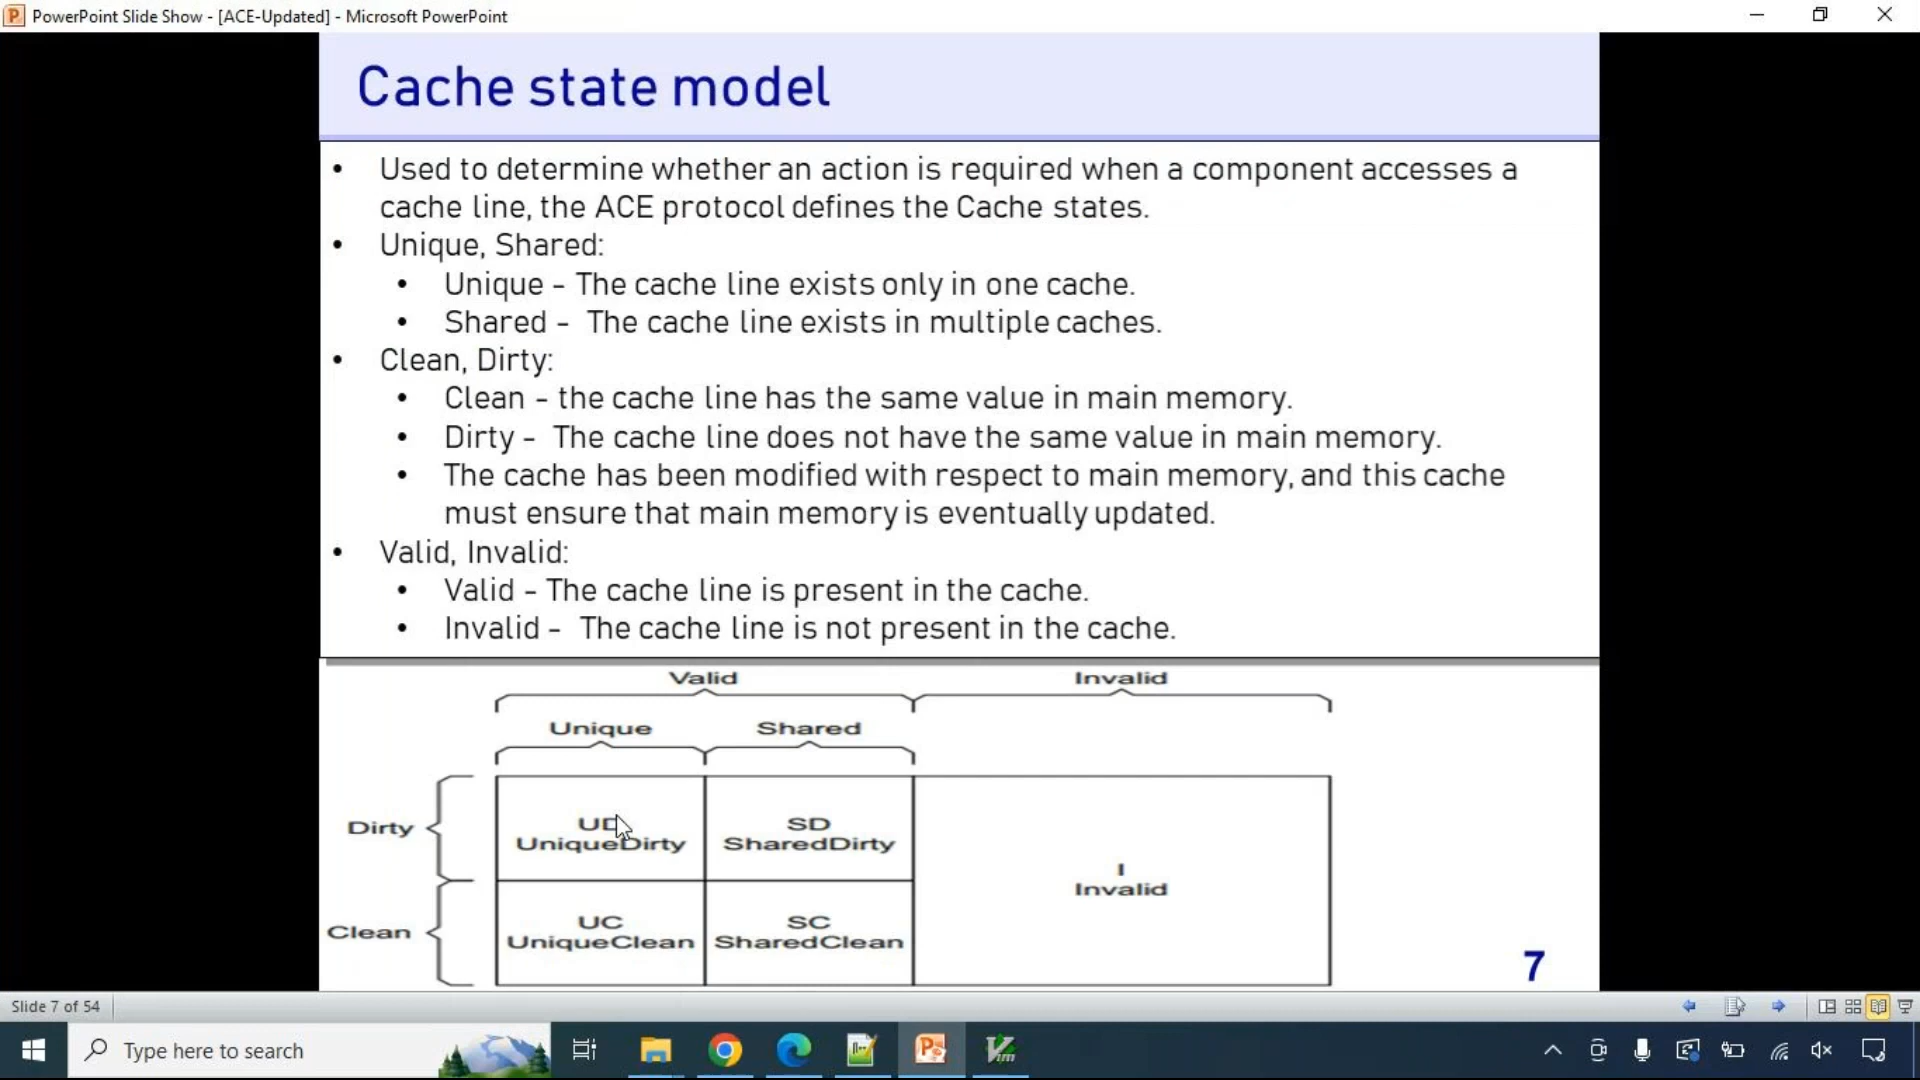 PowerPoint Slide Show - [ACE-Updated] - Microsoft PowerPoint
Cache state model
• Used to determine whether an action is required when a component accesses a
cache line, the ACE protocol defines the Cache states.
• Unique, Shared:
• Unique - The cache line exists only in one cache.
• Shared - The cache line exists in multiple caches.
• Clean, Dirty:
• Clean - the cache line has the same value in main memory.
• Dirty - The cache line does not have the same value in main memory.
• The cache has been modified with respect to main memory, and this cache
must ensure that main memory is eventually updated.
• Valid, Invalid:
• Valid - The cache line is present in the cache.
• Invalid - The cache line is not present in the cache.
Valid Invalid
Unique Shared
Dirty
UD
UniqueDirty
SD
SharedDirty
I
Invalid
Clean
UC
UniqueClean
SC
SharedClean
7
Slide 7 of 54
Type here to search